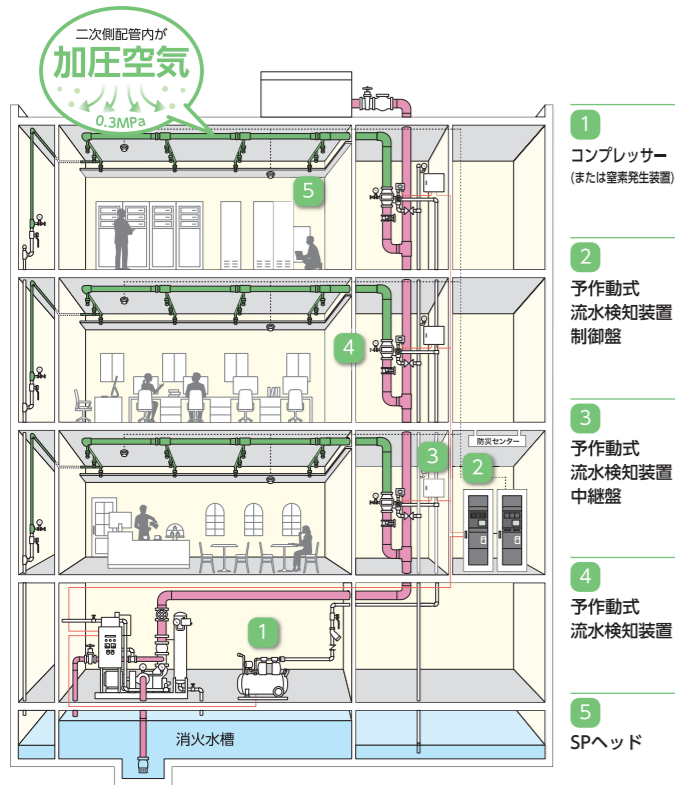 二次側配管内が
加圧空気
0.3MPa
5
4
防災センター
3
2
1
消火水槽
1
コンプレッサー
(または窒素発生装置)
2
予作動式
流水検知装置
制御盤
3
予作動式
流水検知装置
中継盤
4
予作動式
流水検知装置
5
SPヘッド